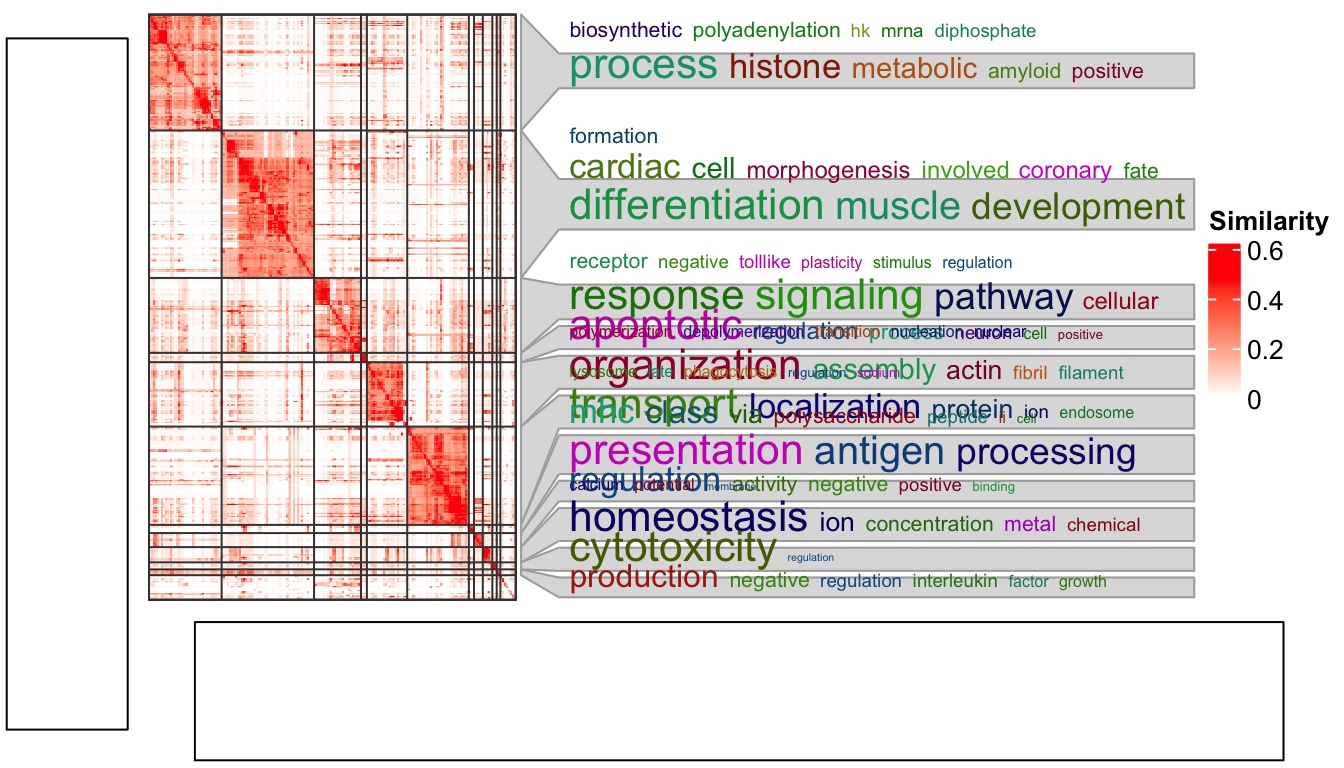 biosynthetic polyadenylation hk mrna diphosphate
process histone metabolic amyloid positive
formation
cardiac cell morphogenesis involved coronary fate
differentiation muscle development
receptor negative tolllike plasticity stimulus regulation
response signaling pathway cellular
apoptotic regulation process neuron cell positive
polymerization depolymerization transition nucleation nuclear
organization assembly actin fibril filament
lysosome fate phagocytosis regulation sodium
transport localization protein ion endosome
mhc class via polysaccharide peptide ii cell
presentation antigen processing
regulation activity negative positive binding
calcium potential membrane
homeostasis ion concentration metal chemical
cytotoxicity regulation
production negative regulation interleukin factor growth
Similarity
0.6
0.4
0.2
0